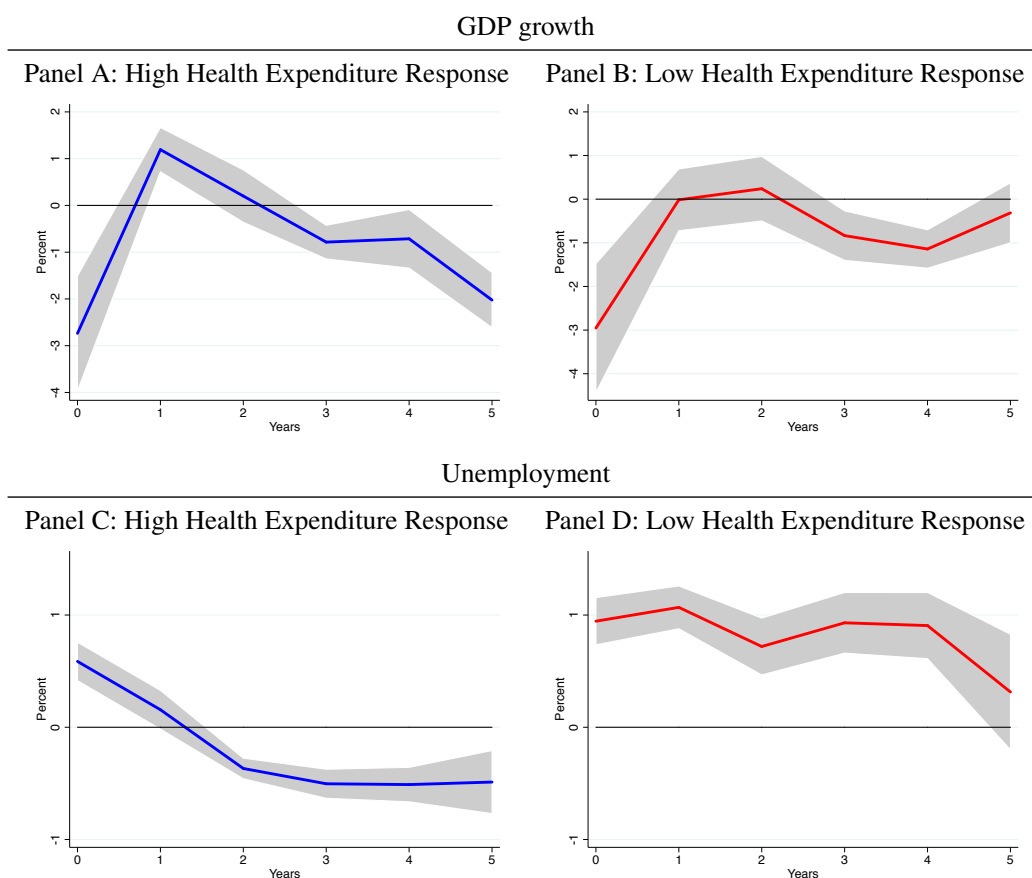 GDP growth
Panel A: High Health Expenditure Response
Panel B: Low Health Expenditure Response
2
1
0
-1
-2
-3
-4
Percent
0 1 2 3 4 5
Years
2
1
0
-1
-2
-3
-4
Percent
0 1 2 3 4 5
Years
Unemployment
Panel C: High Health Expenditure Response
Panel D: Low Health Expenditure Response
1
0
-1
Percent
0 1 2 3 4 5
Years
1
0
-1
Percent
0 1 2 3 4 5
Years